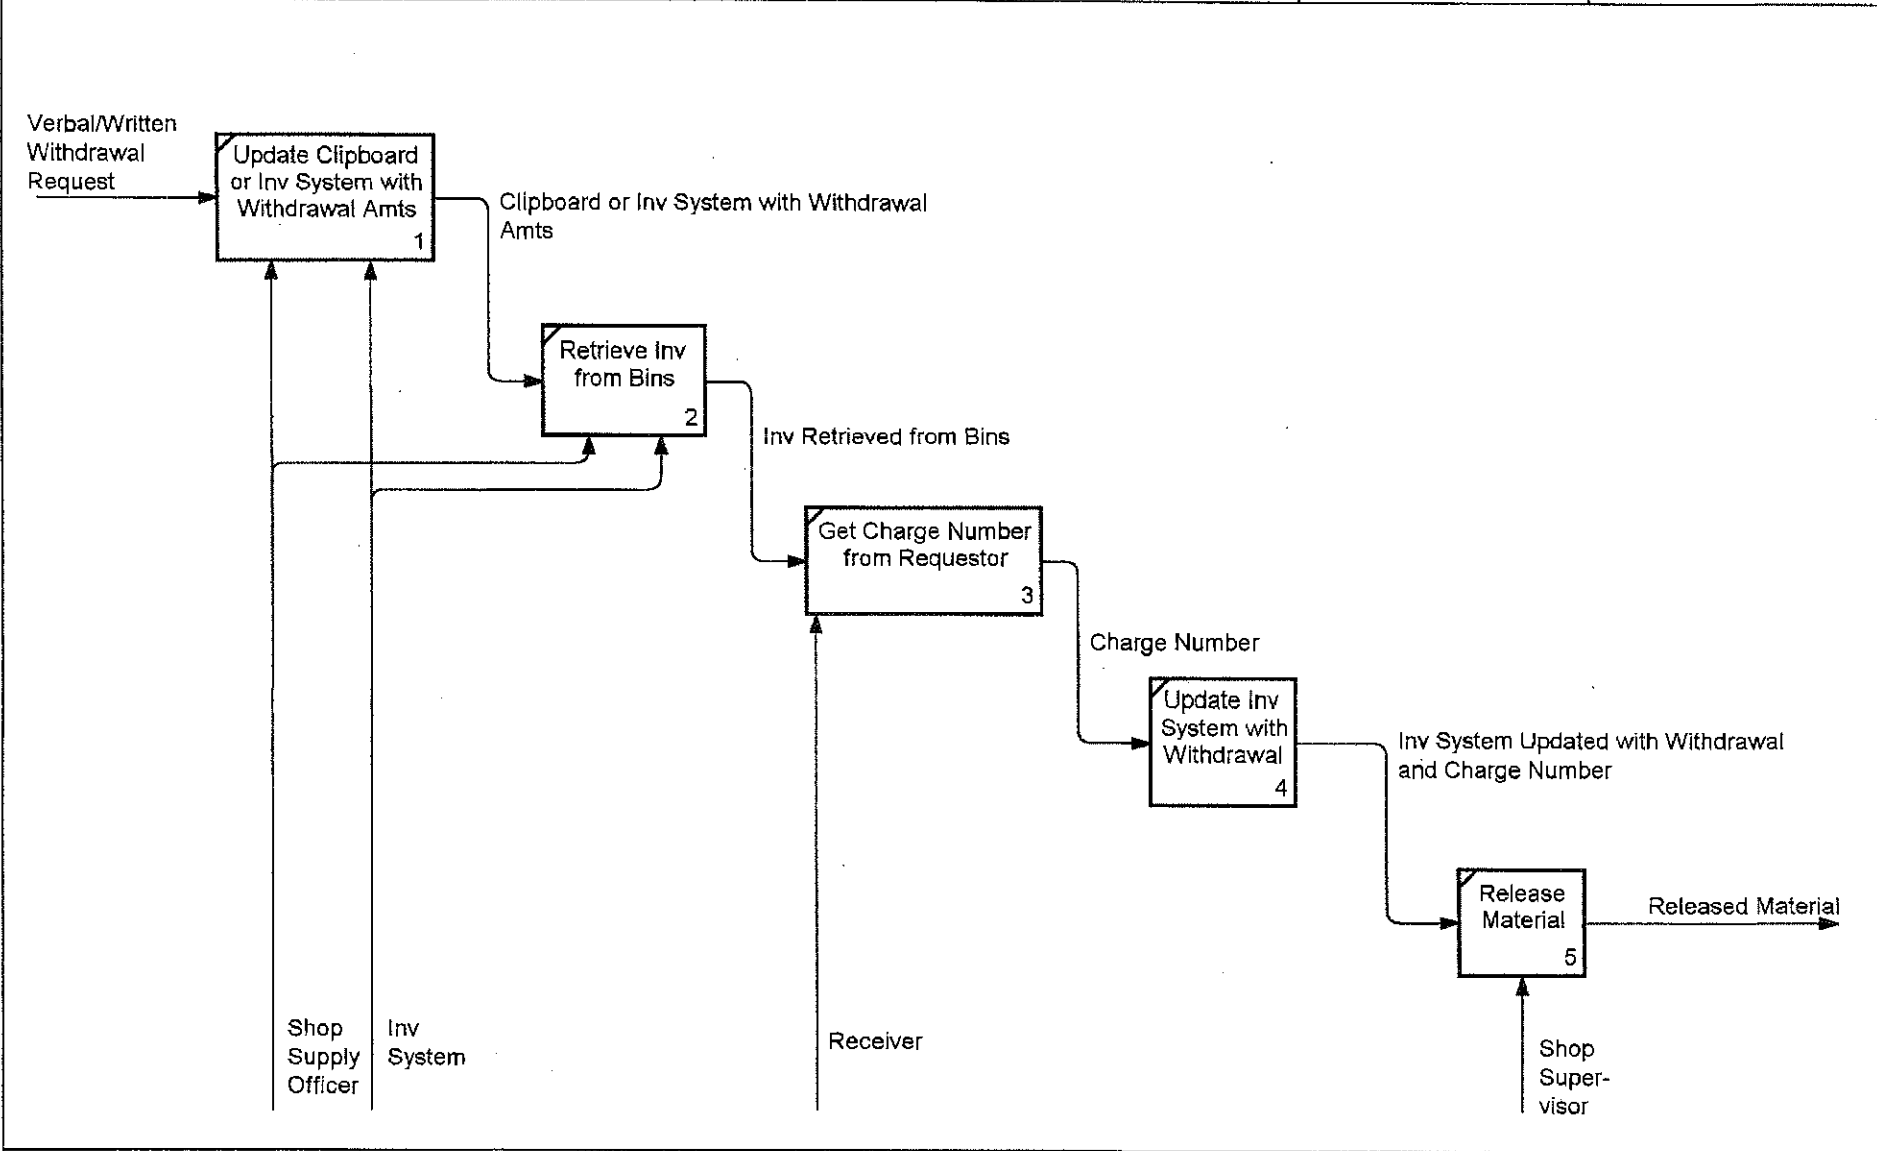 Verbal/Written
Withdrawal
Request
Update Clipboard
or Inv System with
Withdrawal Amts
1
Clipboard or Inv System with Withdrawal
Amts
Retrieve Inv
from Bins
2
Inv Retrieved from Bins
Get Charge Number
from Requestor
3
Charge Number
Update Inv
System with
Withdrawal
4
Inv System Updated with Withdrawal
and Charge Number
Release
Material
5
Released Material
Shop
Supply
Officer
Inv
System
Receiver
Shop
Super-
visor